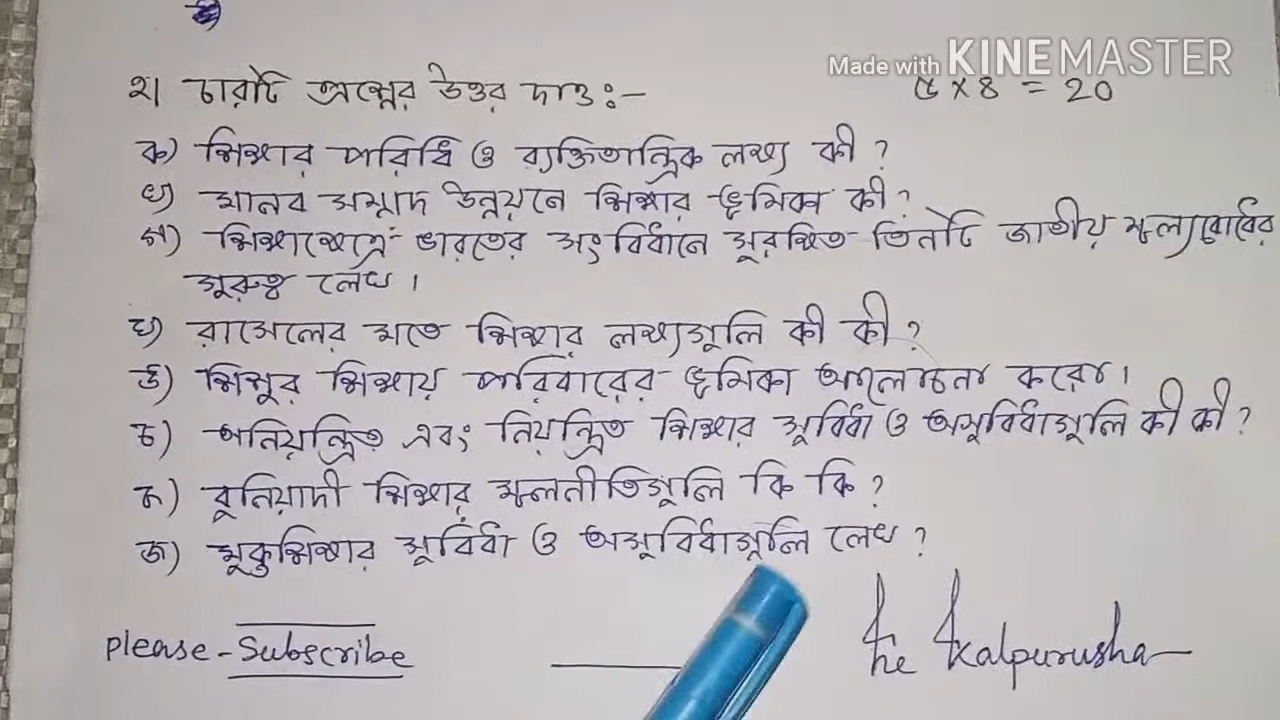 Made with KINEMASTER
২। চারটি প্রশ্নের উত্তর দাও:- ৫ × 4 = 20
ক) শিক্ষার পরিধি ও ব্যক্তিতান্ত্রিক লক্ষ্য কী ?
খ) মানব সম্পদ উন্নয়নে শিক্ষার ভূমিকা কী ?
গ) শিক্ষাক্ষেত্রে ভারতের সংবিধানে সুরক্ষিত তিনটি জাতীয় মূল্যবোধের
গুরুত্ব লেখ ।
ঘ) রাসেলের মতে শিক্ষার লক্ষ্যগুলি কী কী ?
ঙ) শিশুর শিক্ষায় পরিবারের ভূমিকা আলোচনা করো ।
চ) অনিয়ন্ত্রিত এবং নিয়ন্ত্রিত শিক্ষার সুবিধা ও অসুবিধাগুলি কী কী ?
ছ) বুনিয়াদী শিক্ষার মূলনীতিগুলি কি কি ?
জ) মুক্তশিক্ষার সুবিধা ও অসুবিধাগুলি লেখ ?
please - Subscribe
The Kalpurusha